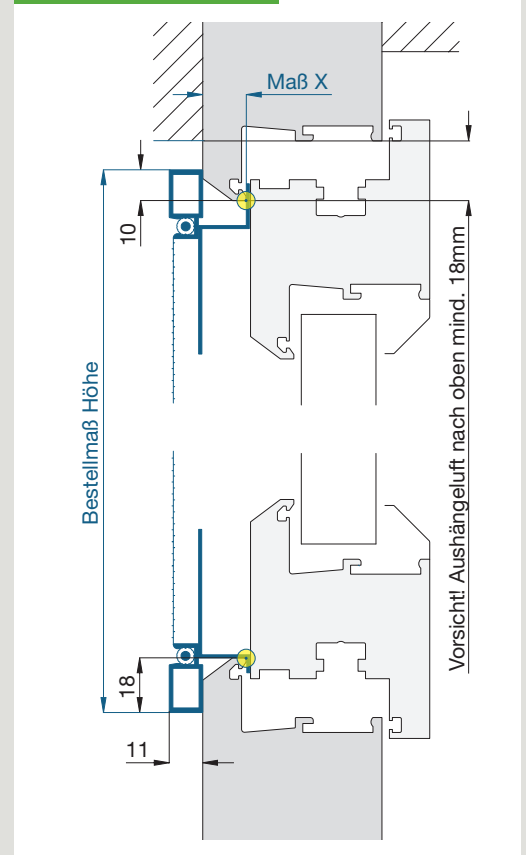 Maß X
10
Bestellmaß Höhe
Vorsicht! Aushängeluft nach oben mind. 18mm
18
11